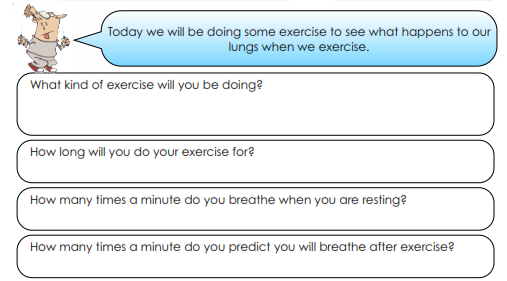 Today we will be doing some exercise to see what happens to our
lungs when we exercise.
What kind of exercise will you be doing?
How long will you do your exercise for?
How many times a minute do you breathe when you are resting?
How many times a minute do you predict you will breathe after exercise?